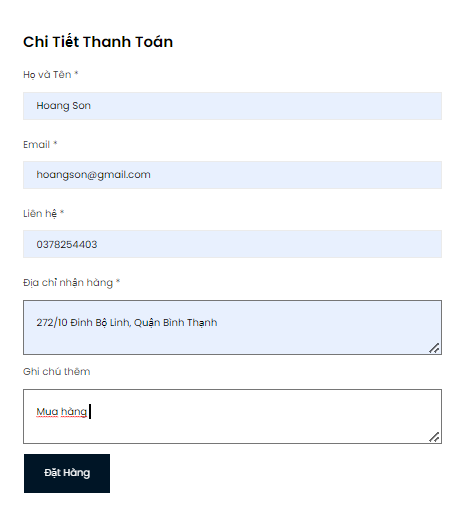 Chi Tiết Thanh Toán
Họ và Tên *
Hoang Son
Email *
hoangson@gmail.com
Liên hệ *
0378254403
Địa chỉ nhận hàng *
272/10 Đinh Bộ Linh, Quận Bình Thạnh
Ghi chú thêm
Mua hàng
Đặt Hàng